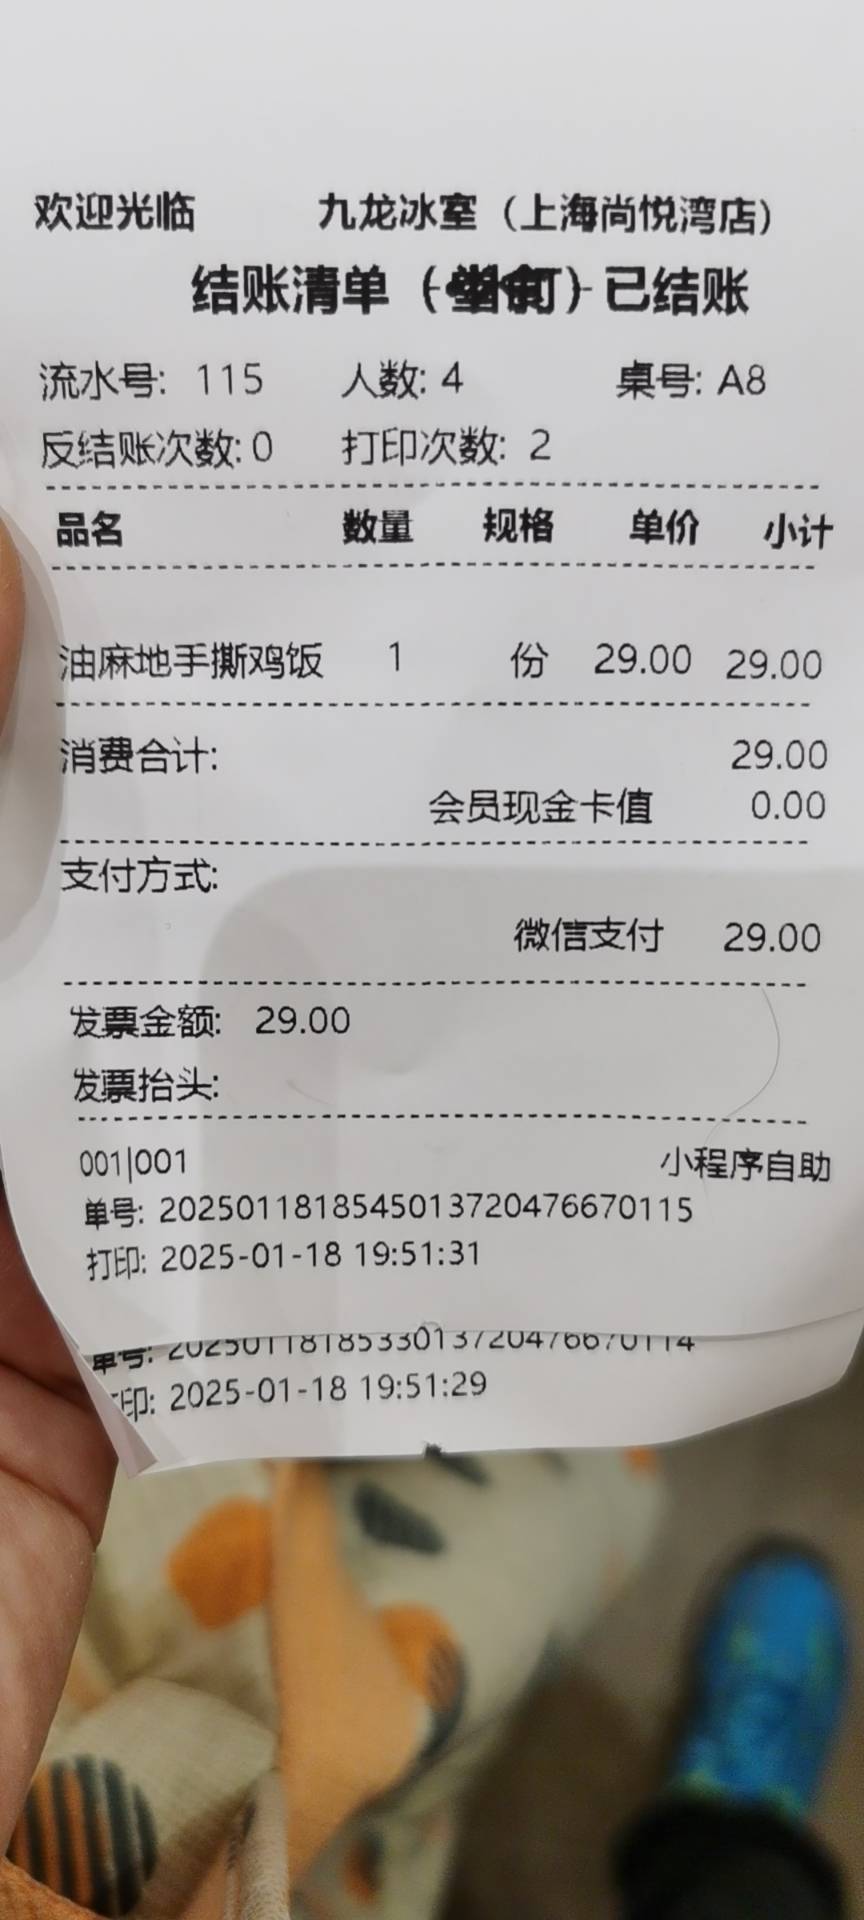 欢迎光临 九龙冰室（上海尚悦湾店）
结账清单（）已结账
流水号: 115 人数: 4 桌号: A8
反结账次数: 0 打印次数: 2
品名 数量 规格 单价 小计
油麻地手撕鸡饭 1 份 29.00 29.00
消费合计: 29.00
会员现金卡值 0.00
支付方式:
微信支付 29.00
发票金额: 29.00
发票抬头:
001|001 小程序自助
单号: 2025011818545013720476670115
打印: 2025-01-18 19:51:31
单号: 2025011818533013720476670114
印: 2025-01-18 19:51:29